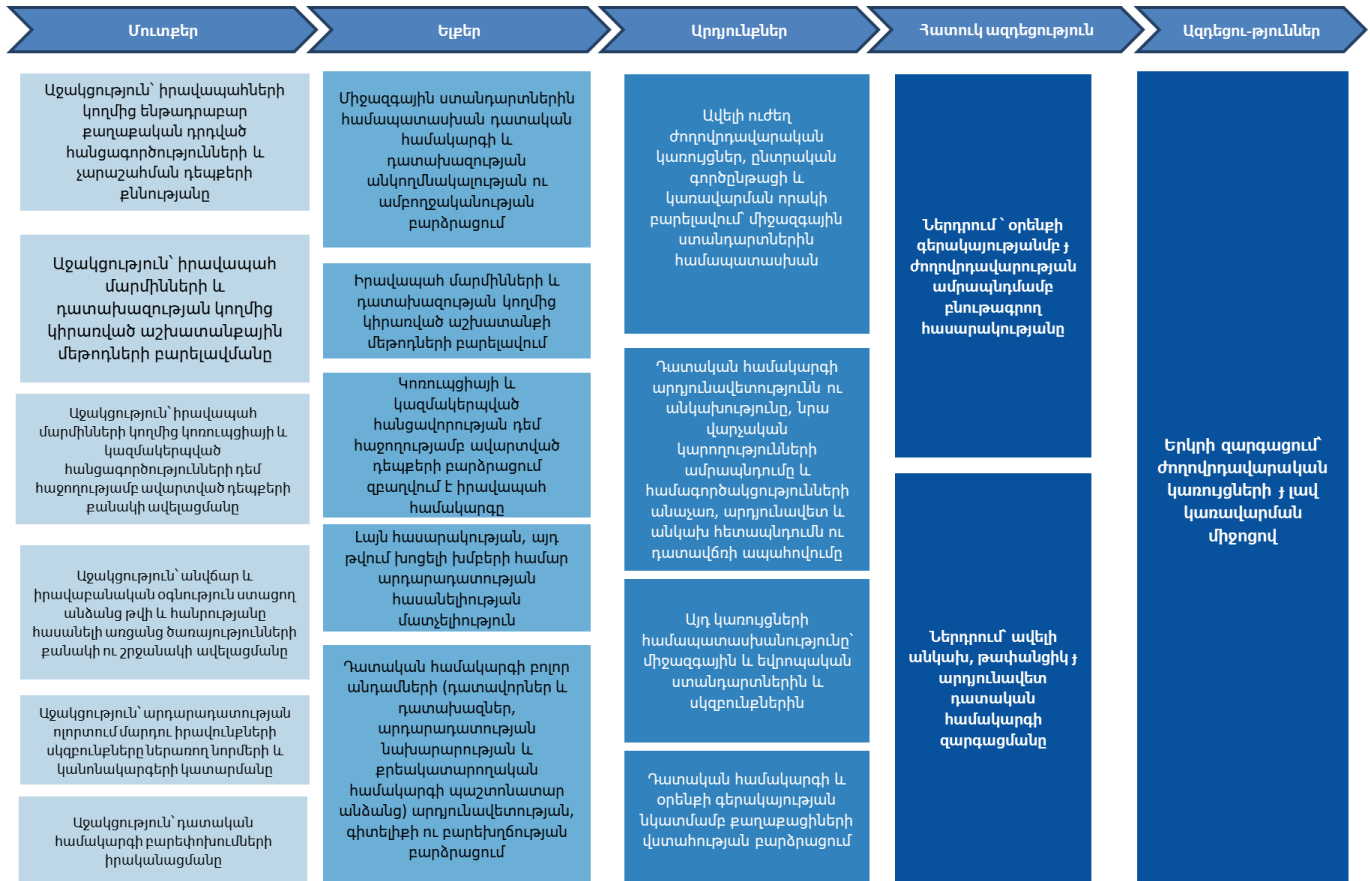 Մուտքեր
Ելքեր
Արդյունքներ
Հատուկ ազդեցություն
Ազդեցու-թյուններ
Աջակցություն՝ իրավապահների
կողմից ենթադրաբար
քաղաքական դրդված
հանցագործությունների և
չարաշահման դեպքերի
քննությանը
Աջակցություն՝ իրավապահ
մարմինների և
դատախազության կողմից
կիրառված աշխատանքային
մեթոդների բարելավմանը
Աջակցություն՝ իրավապահ
մարմինների կողմից կոռուպցիայի և
կազմակերպված
հանցագործությունների դեմ
հաջողությամբ ավարտված դեպքերի
քանակի ավելացմանը
Աջակցություն՝ անվճար և
իրավաբանական օգնություն ստացող
անձանց թվի և հանրությանը
հասանելի առցանց ծառայությունների
քանակի ու շրջանակի ավելացմանը
Աջակցություն՝ արդարադատության
ոլորտում մարդու իրավունքների
սկզբունքները ներառող նորմերի և
կանոնակարգերի կատարմանը
Աջակցություն՝ դատական
համակարգի բարեփոխումների
իրականացմանը
Միջազգային ստանդարտներին
համապատասխան դատական
համակարգի և
դատախազության
անկողմնակալության ու
ամբողջականության
բարձրացում
Իրավապահ մարմինների և
դատախազության կողմից
կիրառված աշխատանքի
մեթոդների բարելավում
Կոռուպցիայի և
կազմակերպված
հանցավորության դեմ
հաջողությամբ ավարտված
դեպքերի բարձրացում
զբաղվում է իրավապահ
համակարգը
Լայն հասարակության, այդ
թվում խոցելի խմբերի համար
արդարադատության
հասանելիության
մատչելիություն
Դատական համակարգի բոլոր
անդամների (դատավորներ և
դատախազներ,
արդարադատության
նախարարության և
քրեակատարողական
համակարգի պաշտոնատար
անձանց) արդյունավետության,
գիտելիքի ու բարեխղճության
բարձրացում
Ավելի ուժեղ
ժողովրդավարական
կառույցներ, ընտրական
գործընթացի և
կառավարման որակի
բարելավում՝ միջազգային
ստանդարտներին
համապատասխան
Դատական համակարգի
արդյունավետությունն ու
անկախությունը, նրա
վարչական
կարողությունների
ամրապնդումը և
համագործակցությունների
անաչառ, արդյունավետ և
անկախ հետապնդումն ու
դատավճռի ապահովումը
Այդ կառույցների
համապատասխանությունը՝
միջազգային և եվրոպական
ստանդարտներին և
սկզբունքներին
Դատական համակարգի և
օրենքի գերակայության
նկատմամբ քաղաքացիների
վստահության բարձրացում
Ներդրում ՝ օրենքի
գերակայությանմբ ֈ
ժողովրդավարության
ամրապնդմամբ
բնութագրող
հասարակությանը
Ներդրում՝ ավելի
անկախ, թափանցիկ ֈ
արդյունավետ
դատական
համակարգի
զարգացմանը
Երկրի զարգացում՝
ժողովրդավարական
կառույցների ֈ լավ
կառավարման
միջոցով